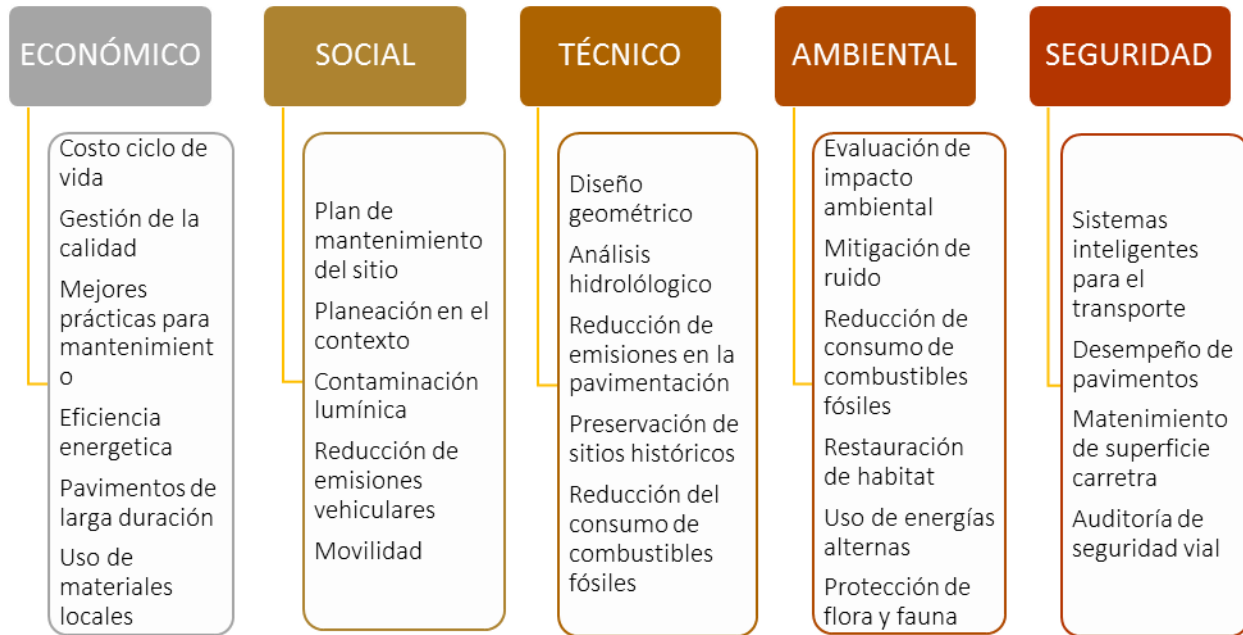 ECONÓMICO
Costo ciclo de
vida
Gestión de la
calidad
Mejores
prácticas para
mantenimient
o
Eficiencia
energetica
Pavimentos de
larga duración
Uso de
materiales
locales
SOCIAL
Plan de
mantenimiento
del sitio
Planeación en el
contexto
Contaminación
lumínica
Reducción de
emisiones
vehiculares
Movilidad
TÉCNICO
Diseño
geométrico
Análisis
hidrolólogico
Reducción de
emisiones en la
pavimentación
Preservación de
sitios históricos
Reducción del
consumo de
combustibles
fósiles
AMBIENTAL
Evaluación de
impacto
ambiental
Mitigación de
ruido
Reducción de
consumo de
combustibles
fósiles
Restauración
de habitat
Uso de energías
alternas
Protección de
flora y fauna
SEGURIDAD
Sistemas
inteligentes
para el
transporte
Desempeño de
pavimentos
Matenimiento
de superficie
carretra
Auditoría de
seguridad vial